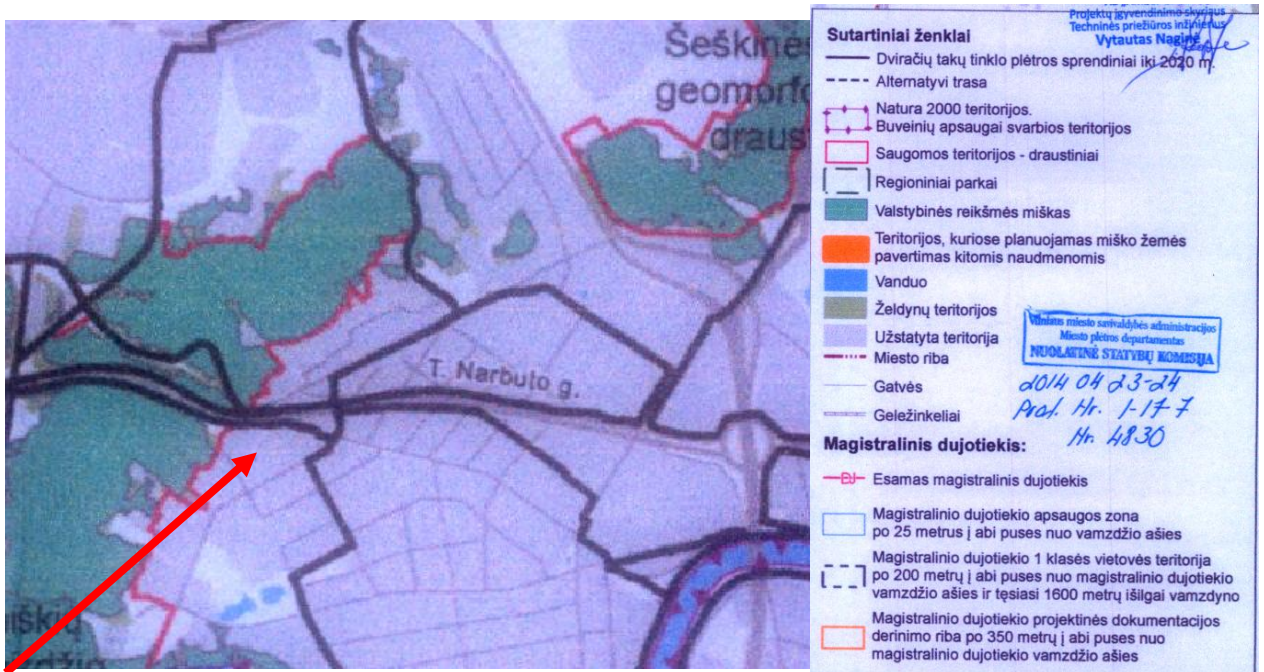 Šeškinės
geomorfo
draus
T. Narbuto g.
iškių
Projektų įgyvendinimo skyriaus
Techninės priežiūros inžinierius
Vytautas
Sutartiniai ženklai
Dviračių takų tinklo plėtros sprendiniai iki 2020 m.
Alternatyvi trasa
Natura 2000 teritorijos.
Buveinių apsaugai svarbios teritorijos
Saugomos teritorijos - draustiniai
Regioniniai parkai
Valstybinės reikšmės miškas
Teritorijos, kuriose planuojamas miško žemės
pavertimas kitomis naudmenomis
Vanduo
Želdynų teritorijos
Užstatyta teritorija
Miesto riba
Gatvės
Geležinkeliai
Vilniaus miesto savivaldybės administracijos
Miesto plėtros departamentas
NUOLATINĖ STATYBŲ KOMISIJA
2014 04 23-24
Prot. Nr. 1-17-7
Nr. 4830
Magistralinis dujotiekis:
Esamas magistralinis dujotiekis
Magistralinio dujotiekio apsaugos zona
po 25 metrus į abi puses nuo vamzdžio ašies
Magistralinio dujotiekio 1 klasės vietovės teritorija
po 200 metrų į abi puses nuo magistralinio dujotiekio
vamzdžio ašies ir tęsiasi 1600 metrų išilgai vamzdyno
Magistralinio dujotiekio projektinės dokumentacijos
derinimo riba po 350 metrų į abi puses nuo
magistralinio dujotiekio vamzdžio ašies